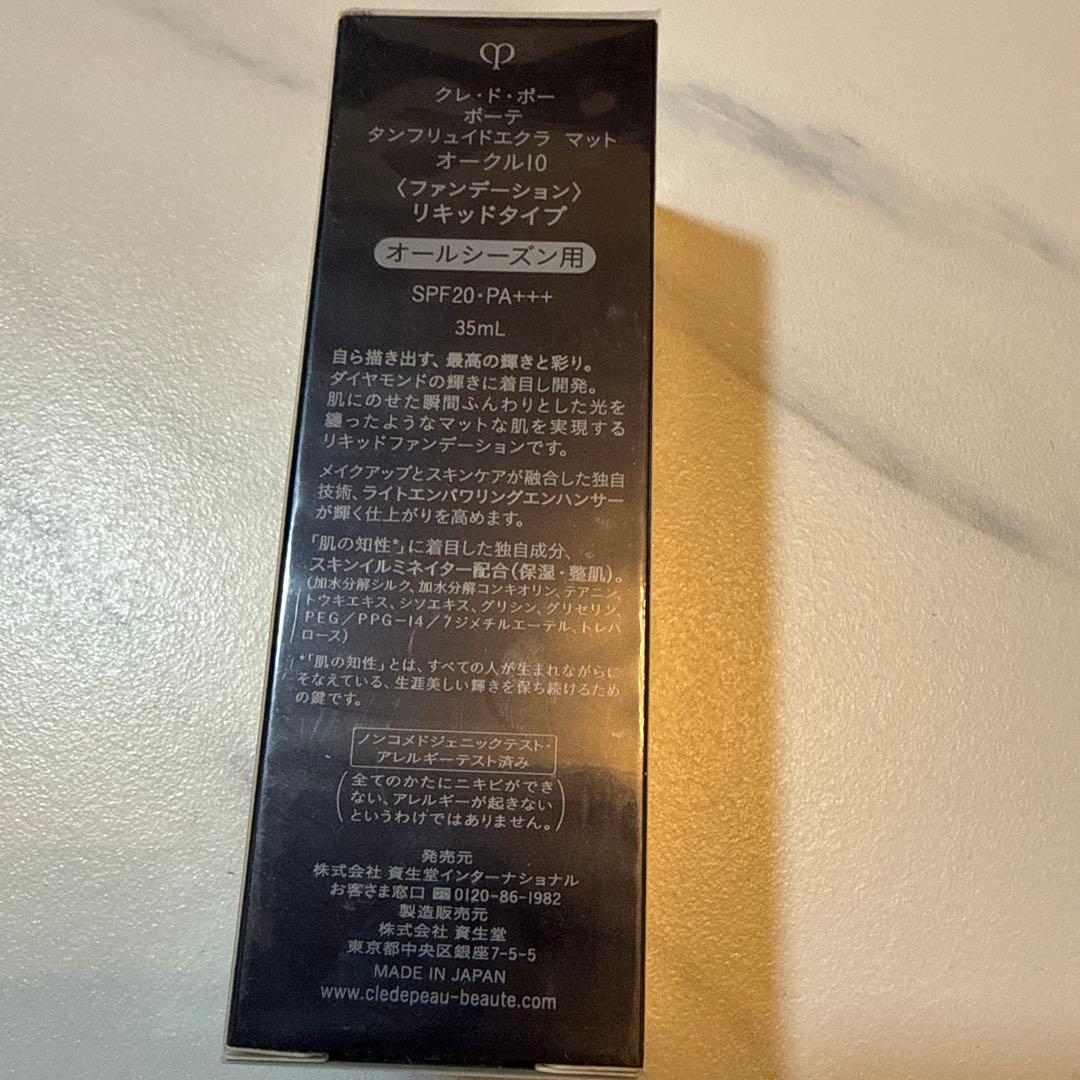 クレ・ド・ポー
ボーテ
タンフリュイドエクラ マット
オークル10
〈ファンデーション〉
リキッドタイプ
オールシーズン用
SPF20・PA+++
35mL
自ら描き出す、最高の輝きと彩り。
ダイヤモンドの輝きに着目し開発。
肌にのせた瞬間ふんわりとした光を
纏ったようなマットな肌を実現する
リキッドファンデーションです。
メイクアップとスキンケアが融合した独自
技術、ライトエンパワリングエンハンサー
が輝く仕上がりを高めます。
「肌の知性*」に着目した独自成分、
スキンイルミネイター配合(保湿・整肌)。
(加水分解シルク、加水分解コンキオリン、テアニン、
トウキエキス、シソエキス、グリシン、グリセリン、
PEG/PPG-14/7ジメチルエーテル、トレハ
ロース)
*「肌の知性」とは、すべての人が生まれながらに
そなえている、生涯美しい輝きを保ち続けるため
の鍵です。
ノンコメドジェニックテスト・
アレルギーテスト済み
(全てのかたにニキビができ
ない、アレルギーが起きない
というわけではありません。)
発売元
株式会社 資生堂インターナショナル
お客さま窓口 0120-86-1982
製造販売元
株式会社 資生堂
東京都中央区銀座7-5-5
MADE IN JAPAN
www.cledepeau-beaute.com